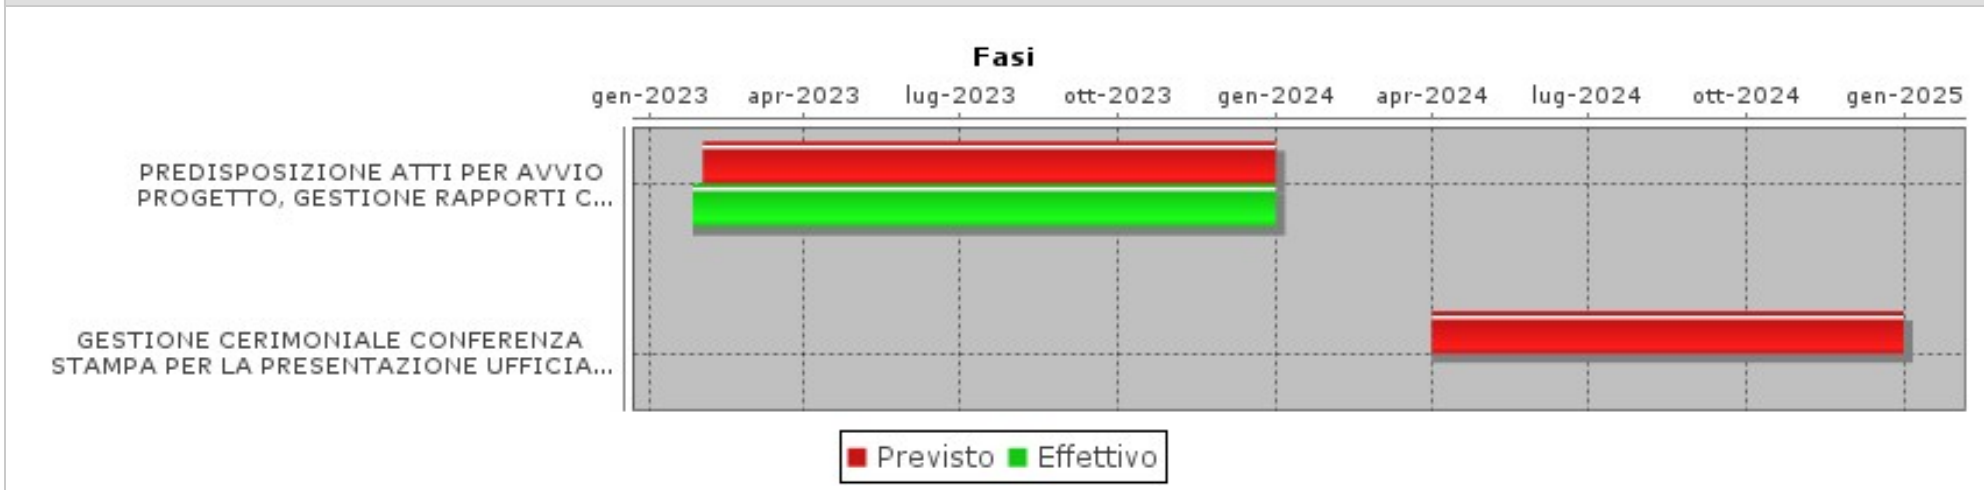 Fasi
gen-2023 apr-2023 lug-2023 ott-2023 gen-2024 apr-2024 lug-2024 ott-2024 gen-2025
PREDISPOSIZIONE ATTI PER AVVIO
PROGETTO, GESTIONE RAPPORTI C...
GESTIONE CERIMONIALE CONFERENZA
STAMPA PER LA PRESENTAZIONE UFFICIA...
Previsto Effettivo